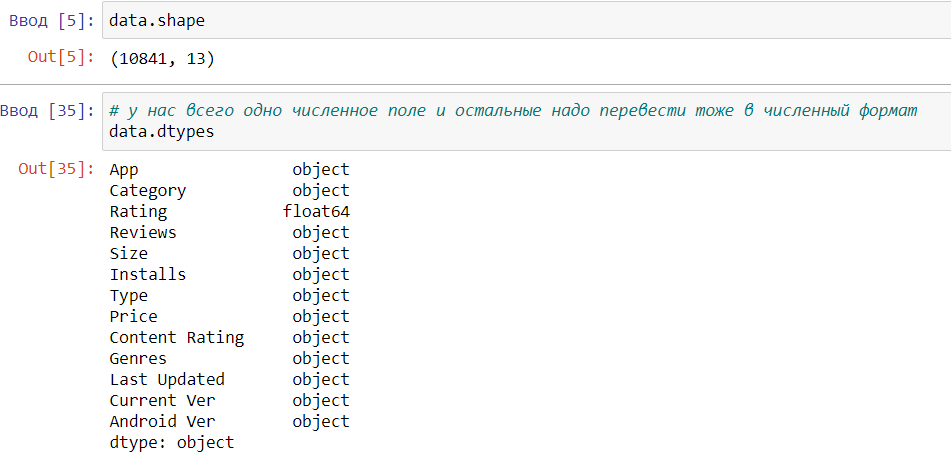 Ввод [5]: data.shape
Out[5]: (10841, 13)
Ввод [35]: # у нас всего одно численное поле и остальные надо перевести тоже в численный формат
data.dtypes
Out[35]: App object
Category object
Rating float64
Reviews object
Size object
Installs object
Type object
Price object
Content Rating object
Genres object
Last Updated object
Current Ver object
Android Ver object
dtype: object